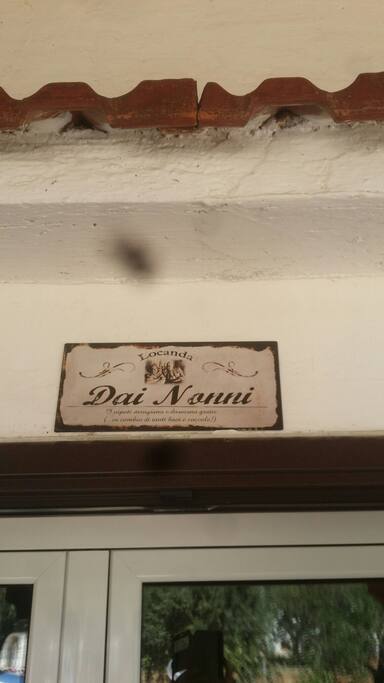 Locanda
Dai Nonni
I nipoti mangiano e dormono gratis
(...in cambio di tanti baci e coccole!)